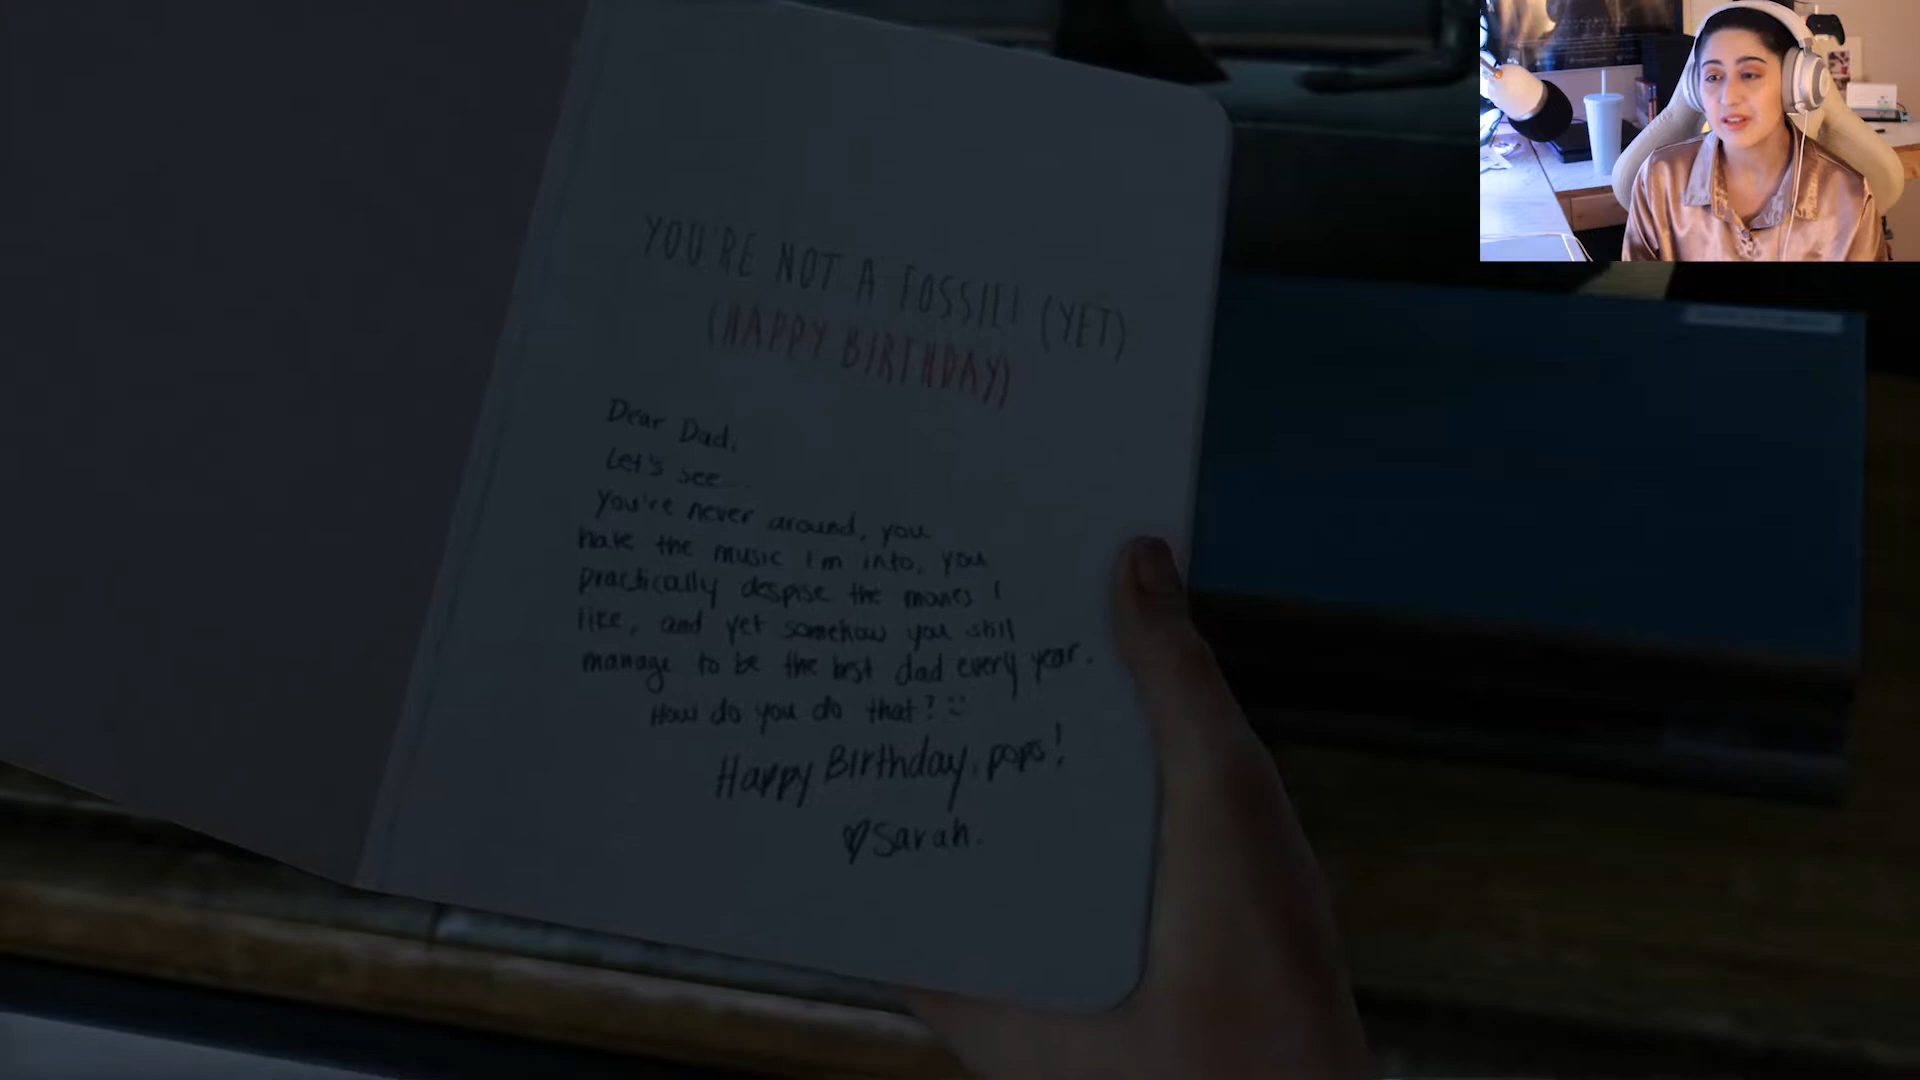 YOU'RE NOT A FOSSIL! (YET)
(HAPPY BIRTHDAY)
Dear Dad,
Let's see...
You're never around, you
hate the music I'm into, you
practically despise the movies I
like, and yet somehow you still
manage to be the best dad every year.
How do you do that? :)
Happy Birthday, pops!
♡Sarah.